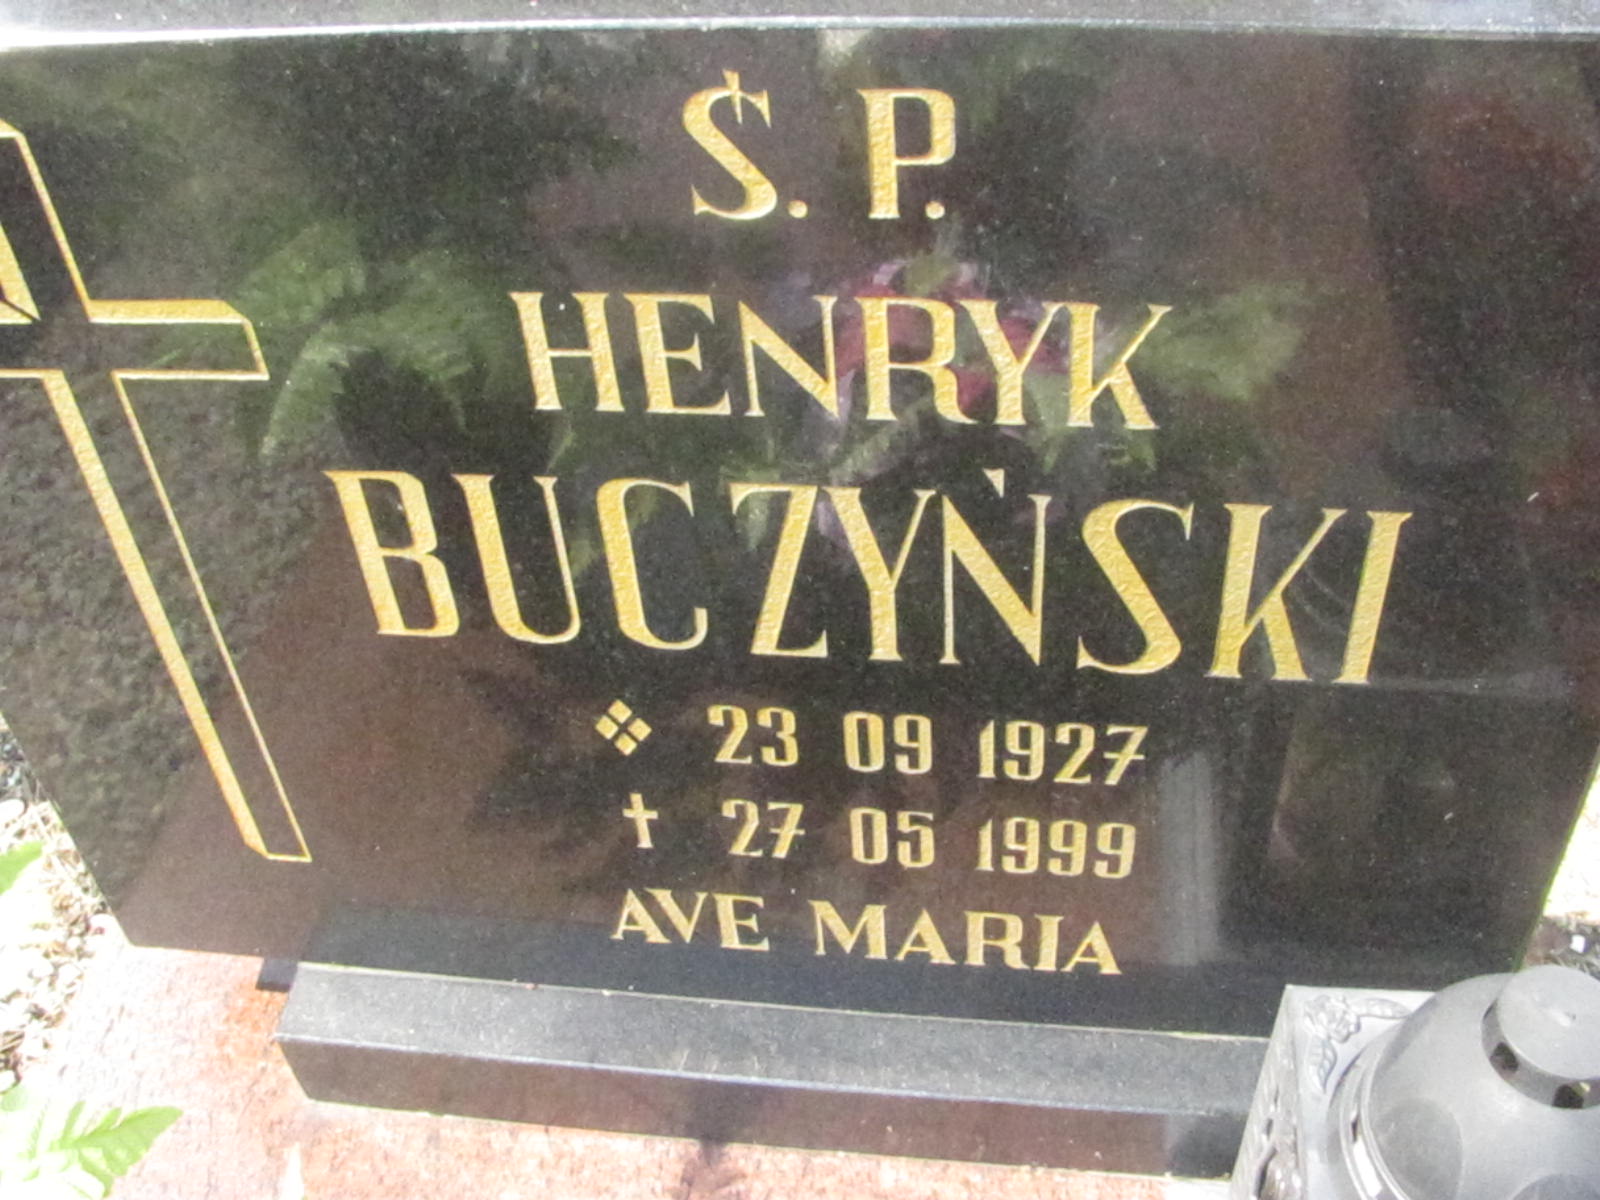 Ś. P.
HENRYK
BUCZYŃSKI
❖ 23 09 1927
✝ 27 05 1999
AVE MARIA